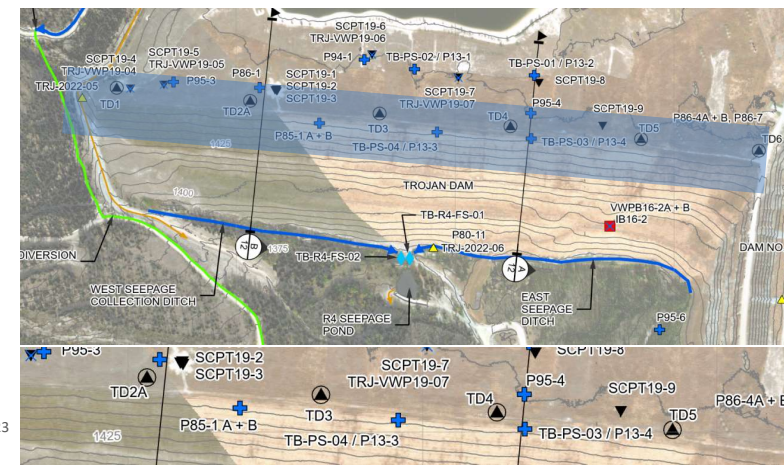 SCPT19-6
TRJ-VWP19-06
SCPT19-5
TRJ-VWP19-05
SCPT19-4
TRJ-VWP19-04
TRJ-2022-05
TD1
P95-3
P86-1
TD2A
SCPT19-1
SCPT19-2
SCPT19-3
P94-1
TB-PS-02 / P13-1
TB-PS-01 / P13-2
SCPT19-8
SCPT19-7
TRJ-VWP19-07
P95-4
SCPT19-9
P86-4A + B, P86-7
TD3
TD4
TD5
TD6
P85-1 A + B
TB-PS-04 / P13-3
TB-PS-03 / P13-4
1425
1400
TROJAN DAM
TB-R4-FS-01
VWPB16-2A + B
IB16-2
P80-11
TRJ-2022-06
TB-R4-FS-02
B
12
1375
A
12
DIVERSION
DAM NO
WEST SEEPAGE
COLLECTION DITCH
R4 SEEPAGE
POND
EAST
SEEPAGE
DITCH
P95-6
P95-3
SCPT19-2
SCPT19-3
TD2A
SCPT19-7
TRJ-VWP19-07
SCPT19-8
P95-4
SCPT19-9
P86-4A + B
TD3
TD4
TD5
P85-1 A + B
TB-PS-04 / P13-3
TB-PS-03 / P13-4
1425
3